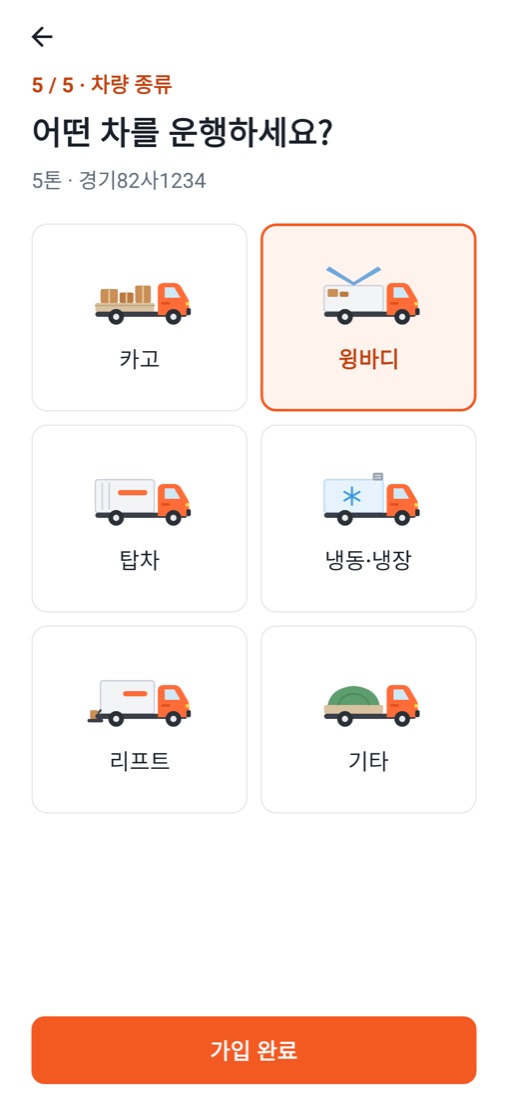 5 / 5 · 차량 종류
어떤 차를 운행하세요?
5톤 · 경기82사1234
카고
윙바디
탑차
냉동·냉장
리프트
기타
가입 완료